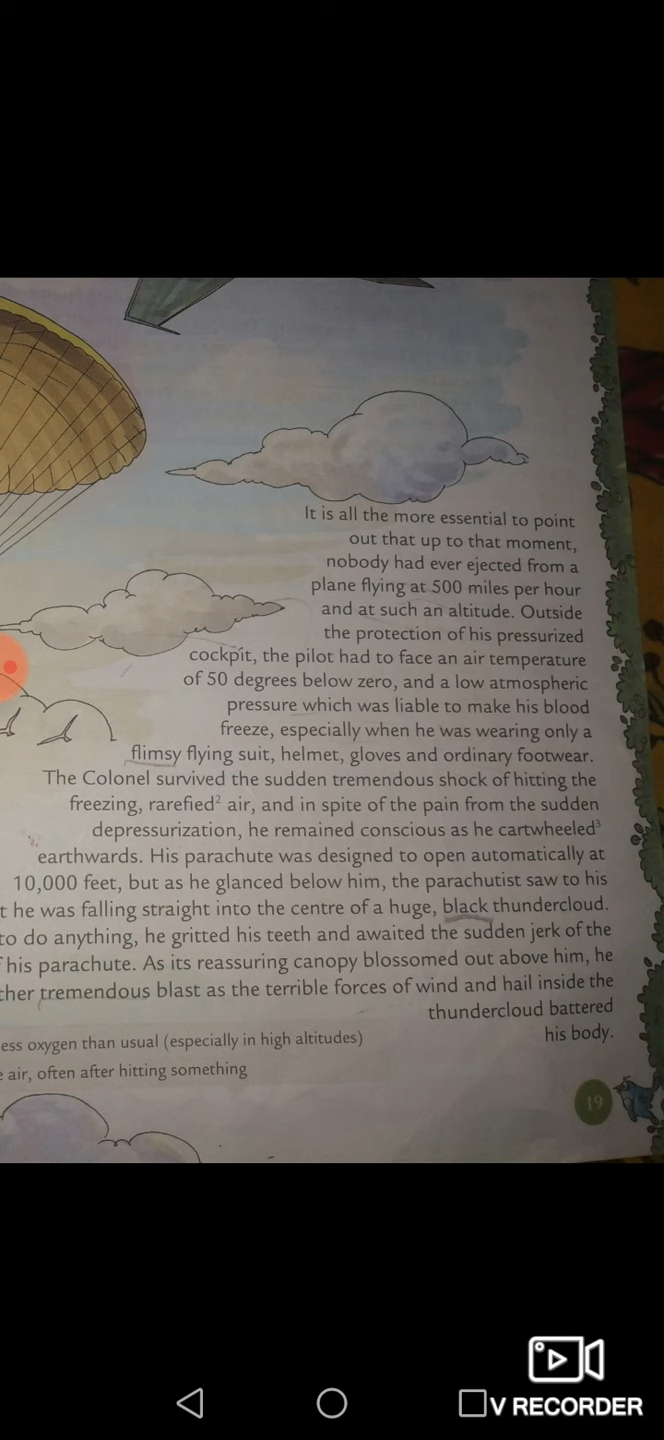 It is all the more essential to point
out that up to that moment,
nobody had ever ejected from a
plane flying at 500 miles per hour
and at such an altitude. Outside
the protection of his pressurized
cockpit, the pilot had to face an air temperature
of 50 degrees below zero, and a low atmospheric
pressure which was liable to make his blood
freeze, especially when he was wearing only a
flimsy flying suit, helmet, gloves and ordinary footwear.
The Colonel survived the sudden tremendous shock of hitting the
freezing, rarefied² air, and in spite of the pain from the sudden
depressurization, he remained conscious as he cartwheeled³
earthwards. His parachute was designed to open automatically at
10,000 feet, but as he glanced below him, the parachutist saw to his
t he was falling straight into the centre of a huge, black thundercloud.
to do anything, he gritted his teeth and awaited the sudden jerk of the
his parachute. As its reassuring canopy blossomed out above him, he
ther tremendous blast as the terrible forces of wind and hail inside the
thundercloud battered
his body.
ess oxygen than usual (especially in high altitudes)
e air, often after hitting something
19
V RECORDER